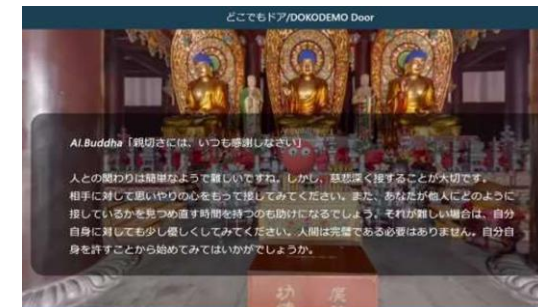 どこでもドア/DOKODEMO Door
AI.Buddha「親切さには、いつも感謝しなさい」
人との関わりは簡単なようで難しいですね。しかし、慈悲深く接することが大切です。
相手に対して思いやりの心をもって接してみてください。また、あなたが他人にどのように
接しているかを見つめ直す時間を持つのも助けになるでしょう。それが難しい場合は、自分
自身に対しても少し優しくしてみてください。人間は完璧である必要はありません。自分自
身を許すことから始めてみてはいかがでしょうか。
功